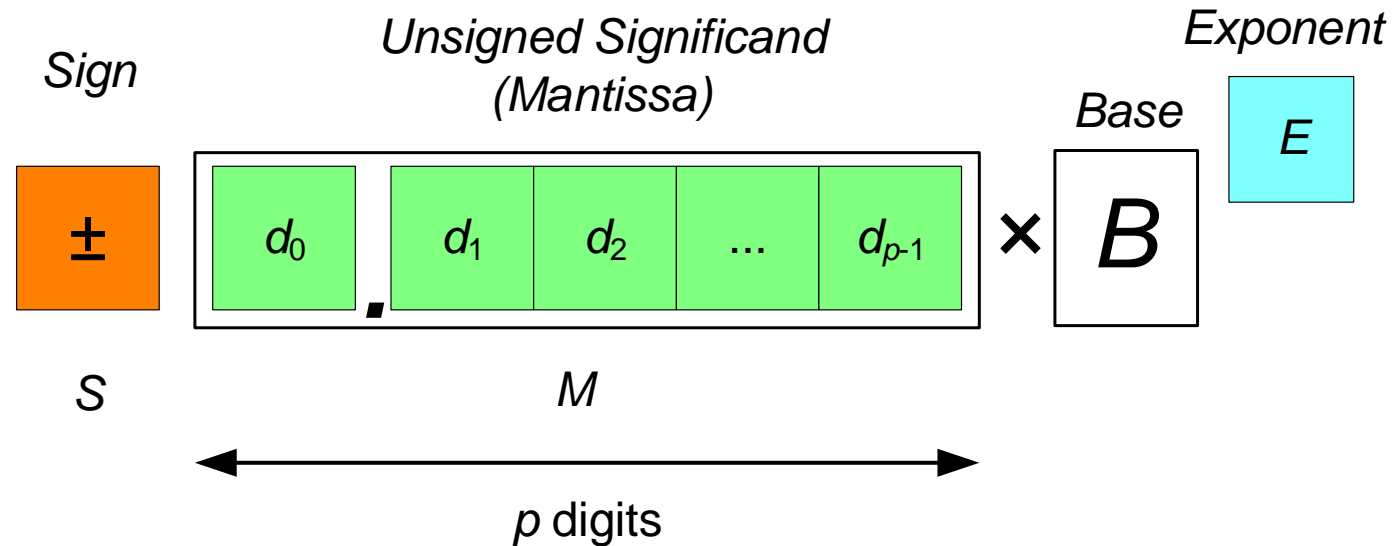 Sign
Unsigned Significand
(Mantissa)
Exponent
Base
± d₀ . d₁ d₂ ... dₚ₋₁ × B E
S M
p digits